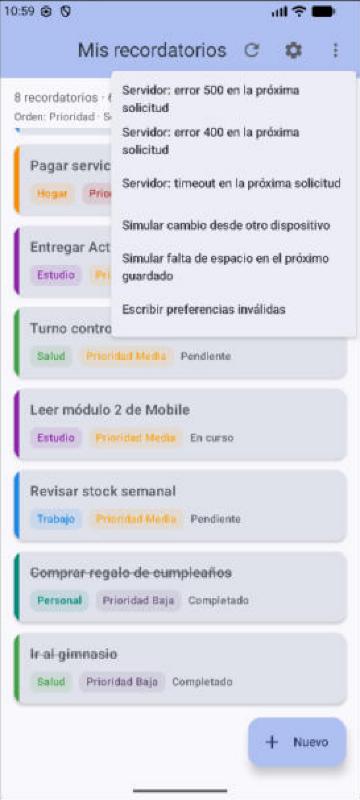 10:59
Mis recordatorios
8 recordatorios ·
Orden: Prioridad ·
Servidor: error 500 en la próxima
solicitud
Servidor: error 400 en la próxima
solicitud
Servidor: timeout en la próxima solicitud
Simular cambio desde otro dispositivo
Simular falta de espacio en el próximo
guardado
Escribir preferencias inválidas
Pagar servic
Hogar Prio
Entregar Act
Estudio Pri
Turno contro
Salud Prioridad Media Pendiente
Leer módulo 2 de Mobile
Estudio Prioridad Media En curso
Revisar stock semanal
Trabajo Prioridad Media Pendiente
Comprar regalo de cumpleaños
Personal Prioridad Baja Completado
Ir al gimnasio
Salud Prioridad Baja Completado
+ Nuevo